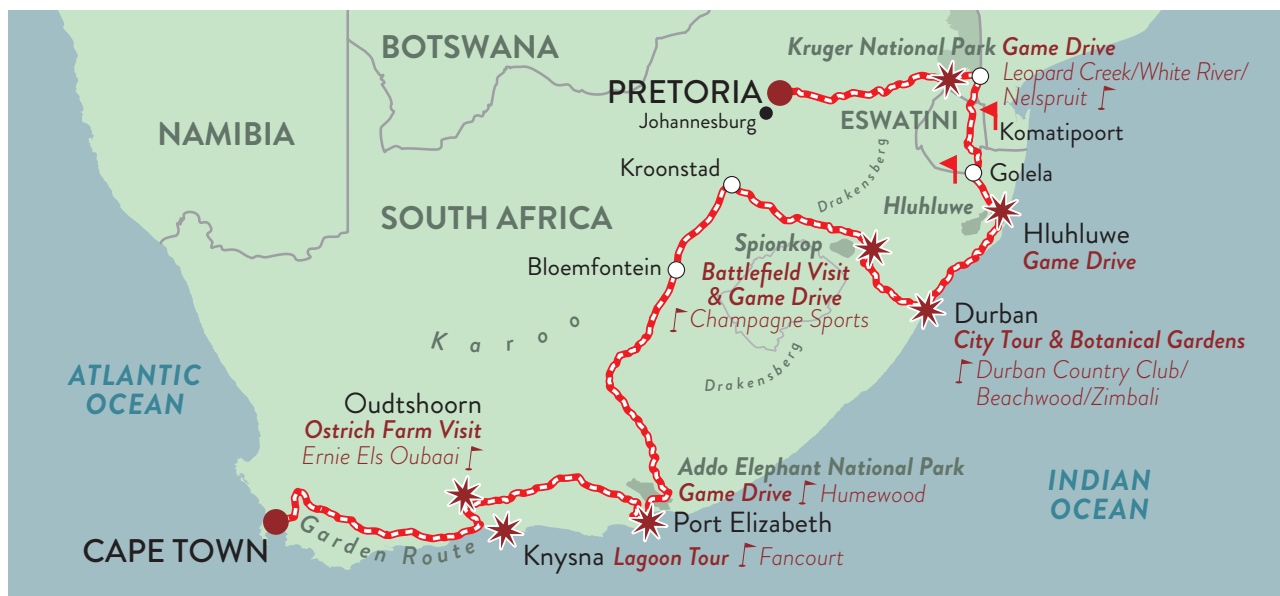 BOTSWANA
NAMIBIA
SOUTH AFRICA
Kruger National Park Game Drive
Leopard Creek/White River/
Nelspruit
PRETORIA
Johannesburg
ESWATINI
Komatipoort
Golela
Drakensberg
Kroonstad
Hluhluwe
Hluhluwe
Game Drive
Spionkop
Battlefield Visit
& Game Drive
Champagne Sports
Bloemfontein
Durban
City Tour & Botanical Gardens
Durban Country Club/
Beachwood/Zimbali
Karoo
Drakensberg
ATLANTIC
OCEAN
Oudtshoorn
Ostrich Farm Visit
Ernie Els Oubaai
Addo Elephant National Park
Game Drive Humewood
Port Elizabeth
INDIAN
OCEAN
CAPE TOWN
Garden Route
Knysna Lagoon Tour Fancourt